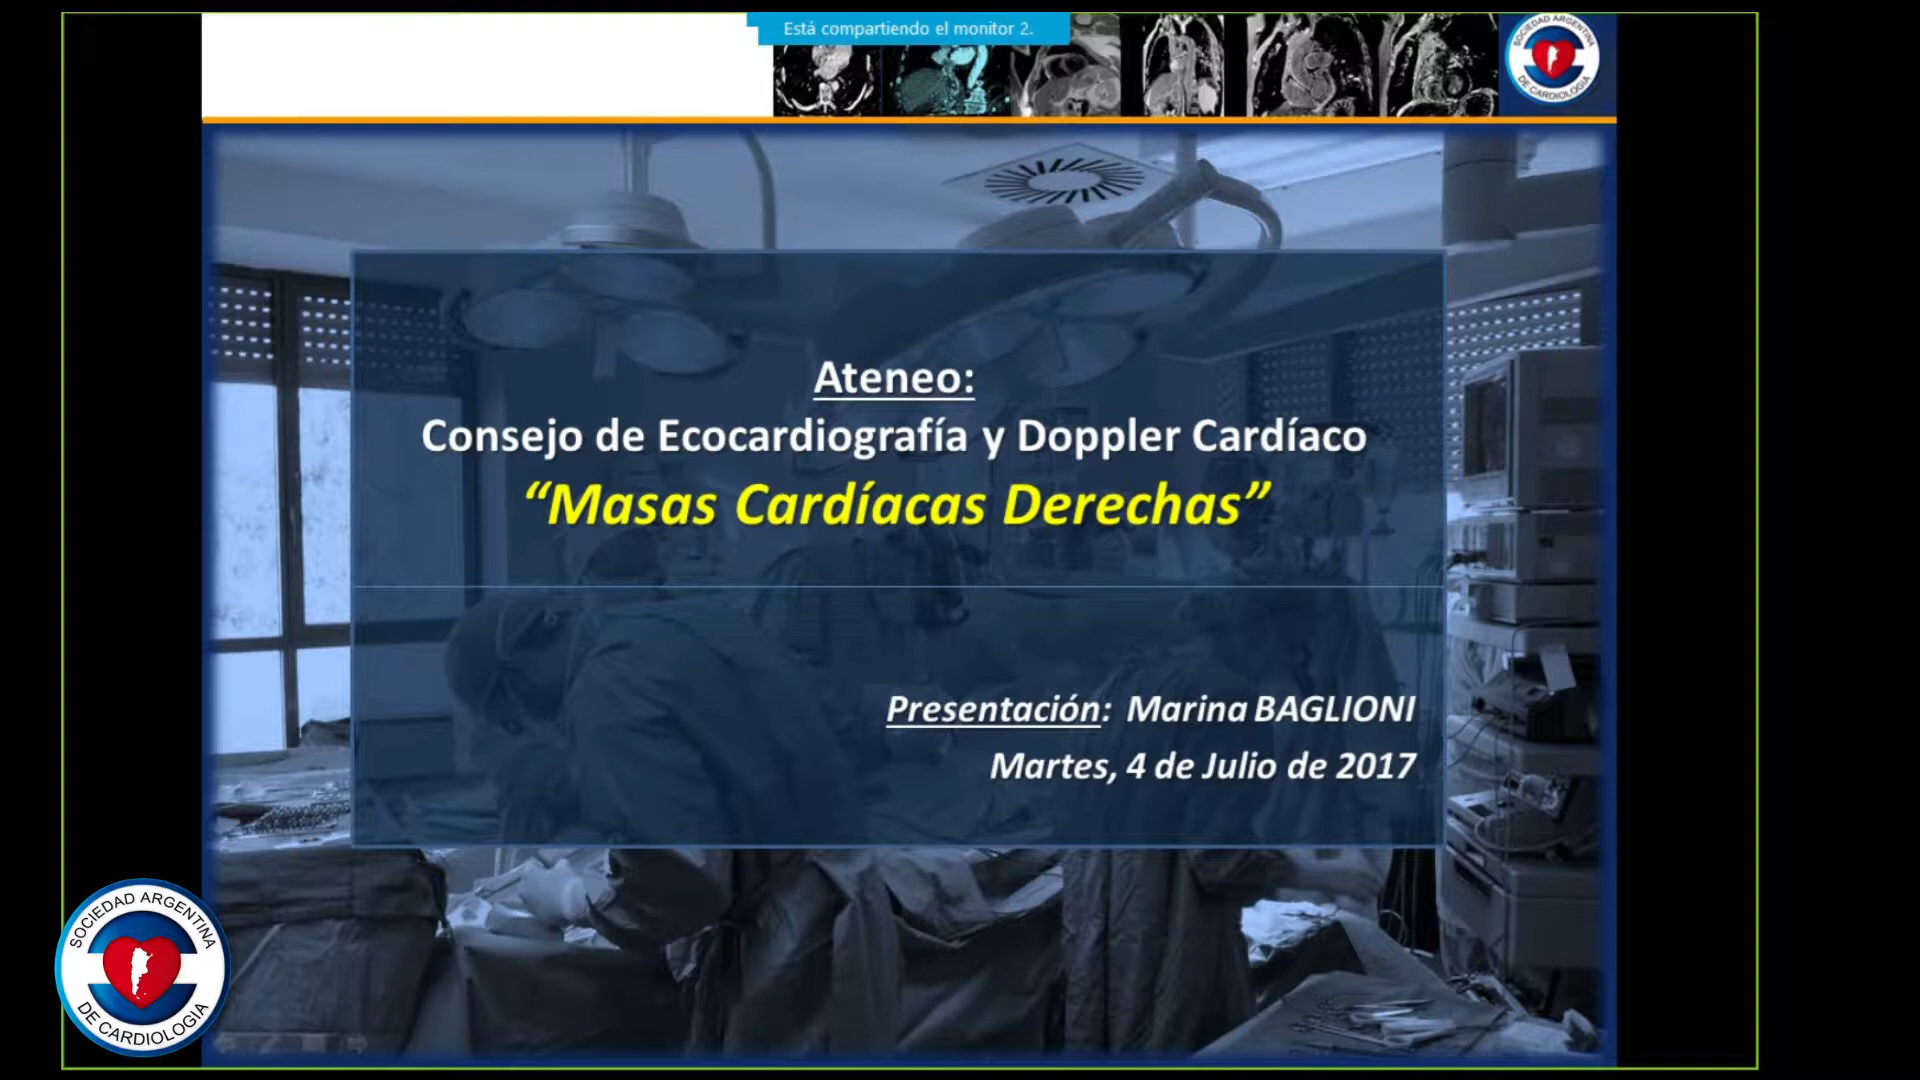 Está compartiendo el monitor 2.
SOCIEDAD ARGENTINA
DE CARDIOLOGIA
Ateneo:
Consejo de Ecocardiografía y Doppler Cardíaco
“Masas Cardíacas Derechas”
Presentación: Marina BAGLIONI
Martes, 4 de Julio de 2017
SOCIEDAD ARGENTINA
DE CARDIOLOGIA